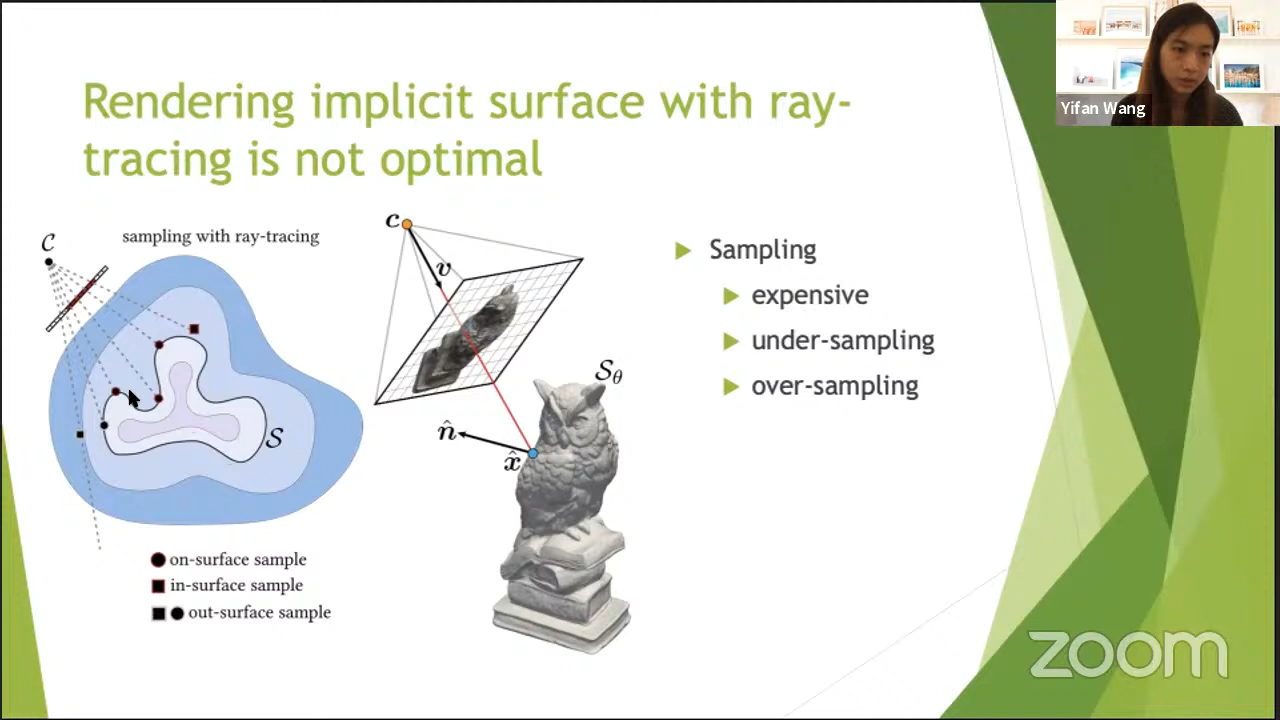 Rendering implicit surface with ray-
tracing is not optimal
Yifan Wang
C
sampling with ray-tracing
S
on-surface sample
in-surface sample
out-surface sample
c
v
n̂
x̂
S_θ
Sampling
expensive
under-sampling
over-sampling
zoom